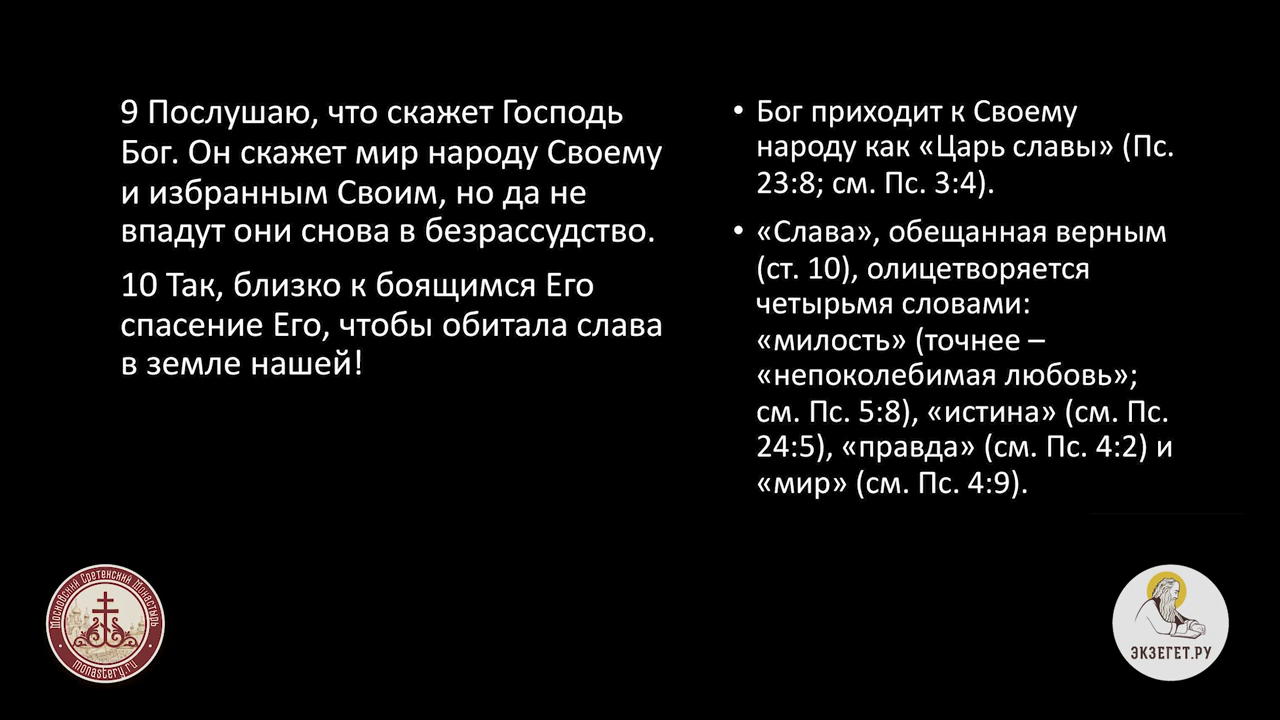 9 Послушаю, что скажет Господь
Бог. Он скажет мир народу Своему
и избранным Своим, но да не
впадут они снова в безрассудство.
10 Так, близко к боящимся Его
спасение Его, чтобы обитала слава
в земле нашей!
• Бог приходит к Своему
народу как «Царь славы» (Пс.
23:8; см. Пс. 3:4).
• «Слава», обещанная верным
(ст. 10), олицетворяется
четырьмя словами:
«милость» (точнее –
«непоколебимая любовь»;
см. Пс. 5:8), «истина» (см. Пс.
24:5), «правда» (см. Пс. 4:2) и
«мир» (см. Пс. 4:9).
Московский Сретенский Монастырь
monastery.ru
ЭКЗЕГЕТ.РУ